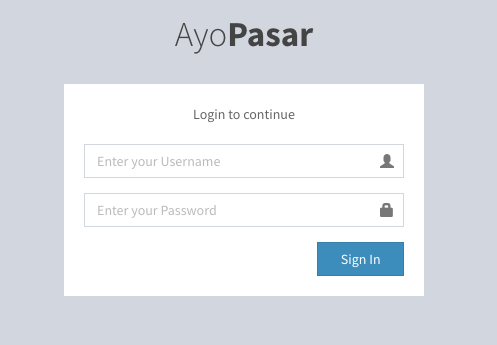 AyoPasar
Login to continue
Enter your Username
Enter your Password
Sign In